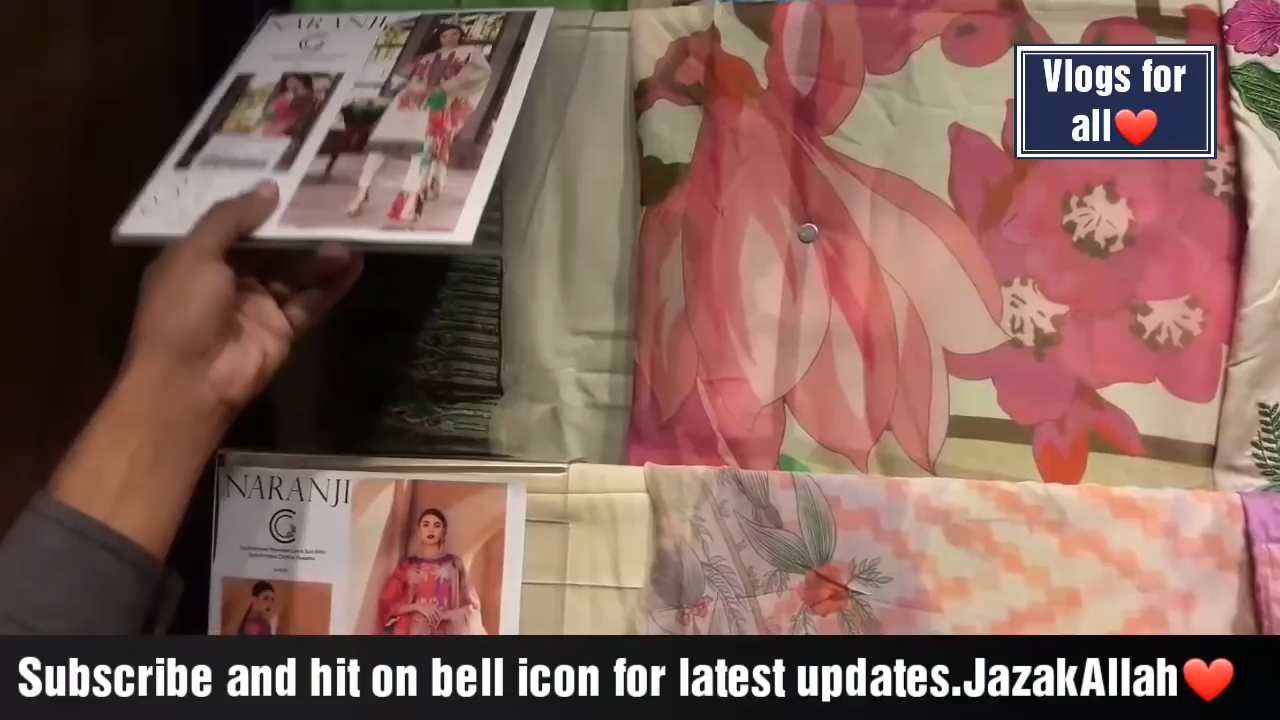 NARANJI
Vlogs for
all❤️
NARANJI
Subscribe and hit on bell icon for latest updates.JazakAllah❤️